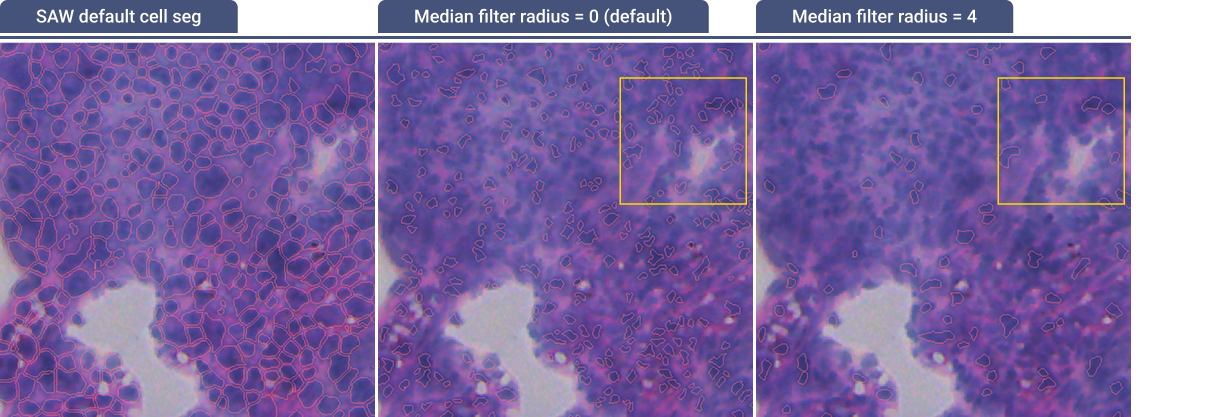 SAW default cell seg
Median filter radius = 0 (default)
Median filter radius = 4